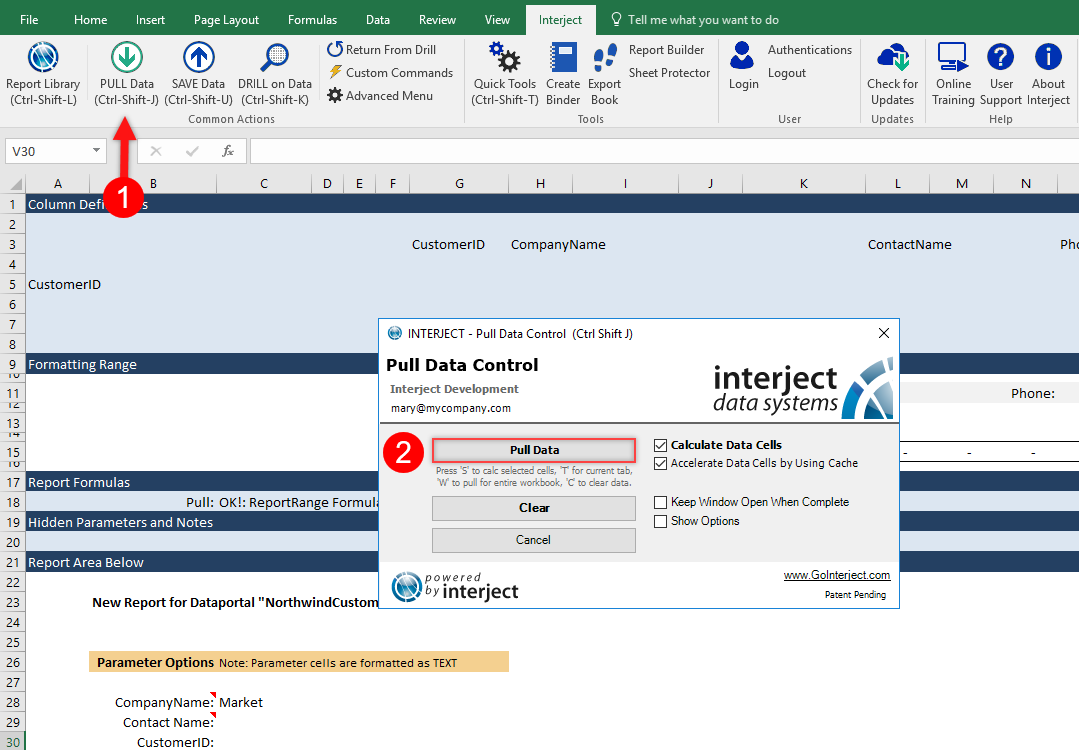 File Home Insert Page Layout Formulas Data Review View Interject Tell me what you want to do
Report Library
(Ctrl-Shift-L)
PULL Data
(Ctrl-Shift-J)
SAVE Data
(Ctrl-Shift-U)
DRILL on Data
(Ctrl-Shift-K)
Return From Drill
Custom Commands
Advanced Menu
Common Actions
Quick Tools
(Ctrl-Shift-T)
Create
Binder
Export
Book
Report Builder
Sheet Protector
Tools
Login
Authentications
Logout
User
Check for
Updates
Updates
Online
Training
User
Support
About
Interject
Help
V30
fx
1
A B C D E F G H I J K L M N
1 Column Defi s
2
3 CustomerID CompanyName ContactName Pho
4
5 CustomerID
6
7
8
9 Formatting Range
10
11 Phone:
12
13
14
15 - - -
16
17 Report Formulas
18 Pull: OK!: ReportRange Formula
19 Hidden Parameters and Notes
20
21 Report Area Below
22
23 New Report for Dataportal "NorthwindCustom
24
25
26 Parameter Options Note: Parameter cells are formatted as TEXT
27
28 CompanyName: Market
29 Contact Name:
30 CustomerID:
INTERJECT - Pull Data Control (Ctrl Shift J)
Pull Data Control
Interject Development
mary@mycompany.com
interject
data systems
2
Pull Data
Press 'S' to calc selected cells, 'T' for current tab,
'W' to pull for entire workbook, 'C' to clear data.
Clear
Cancel
Calculate Data Cells
Accelerate Data Cells by Using Cache
Keep Window Open When Complete
Show Options
powered
by interject
www.GoInterject.com
Patent Pending